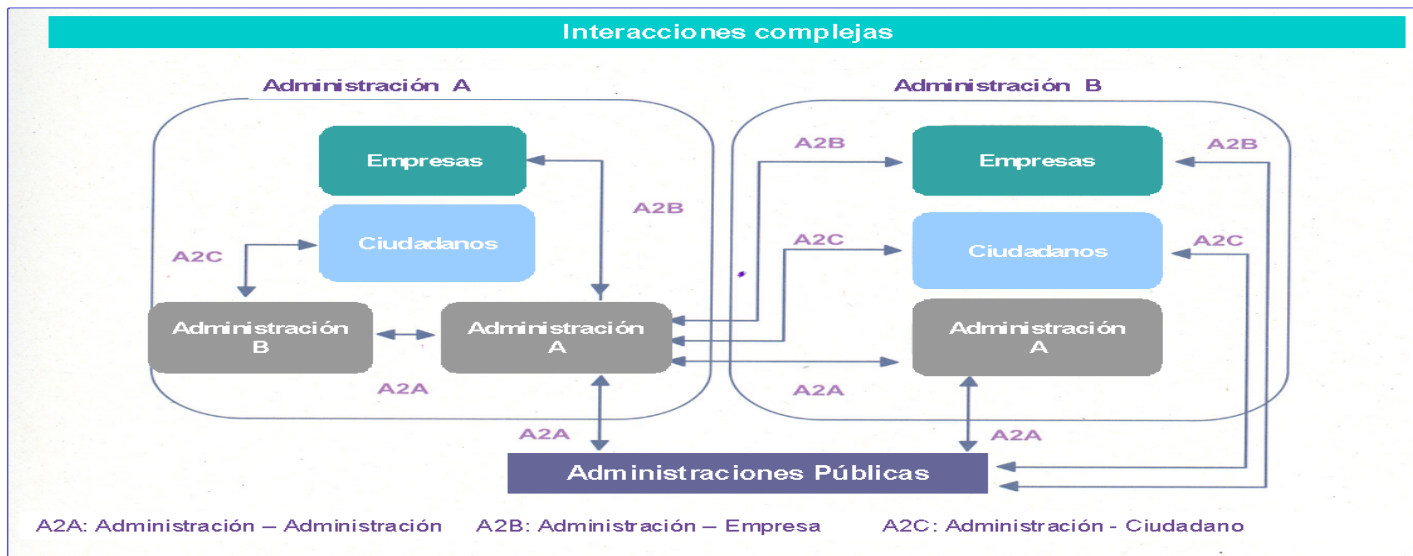 Interacciones complejas
Administración A
Administración B
Empresas
A2B
Ciudadanos
A2C
Administración
B
Administración
A
A2A
A2B
Empresas
A2B
A2C
Ciudadanos
A2C
Administración
A
A2A
A2A
A2A
Administraciones Públicas
A2A: Administración – Administración
A2B: Administración – Empresa
A2C: Administración - Ciudadano